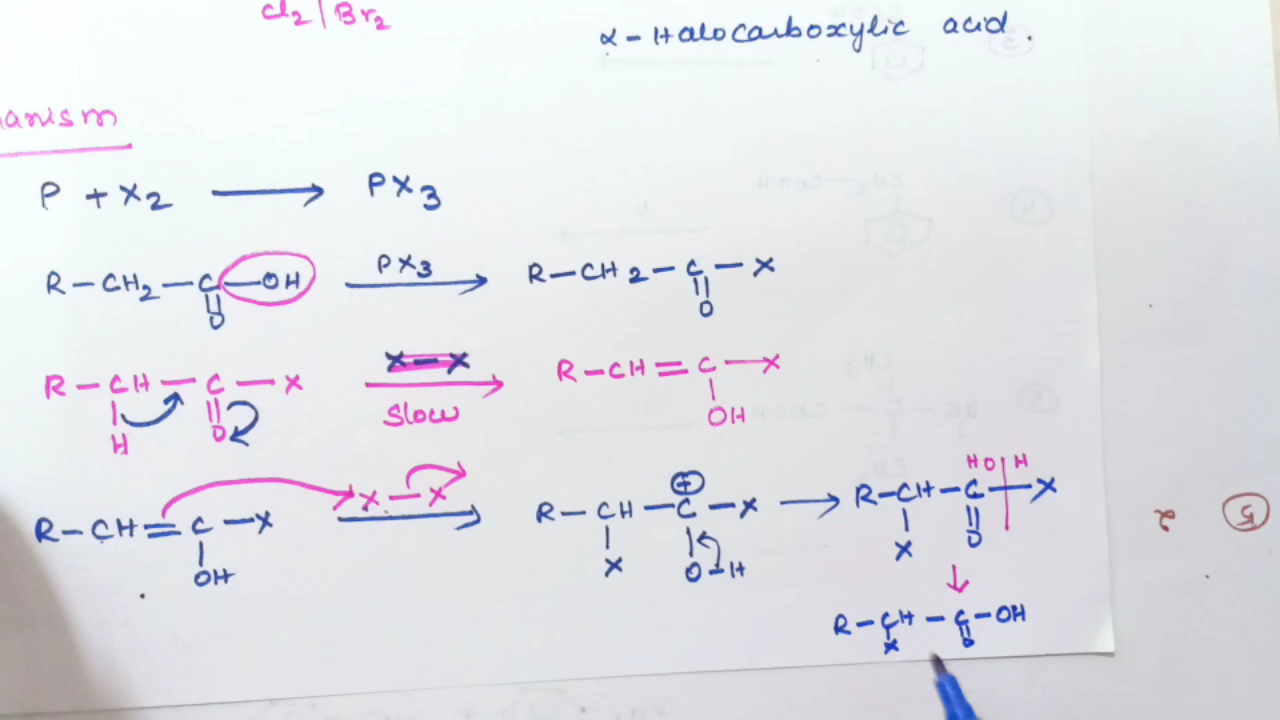 Cl2/Br2
α-Halocarboxylic acid.
anism
P + X2 ⟶ PX3
R-CH2-C(=O)-OH —PX3→ R-CH2-C(=O)-X
R-CH(H)-C(=O)-X —X-X, Slow→ R-CH=C(OH)-X
R-CH=C(OH)-X —X-X→ R-CH(X)-C⊕(O-H)-X ⟶ R-CH(X)-C(=O)-X HO|H
↓
R-CH(X)-C(=O)-OH